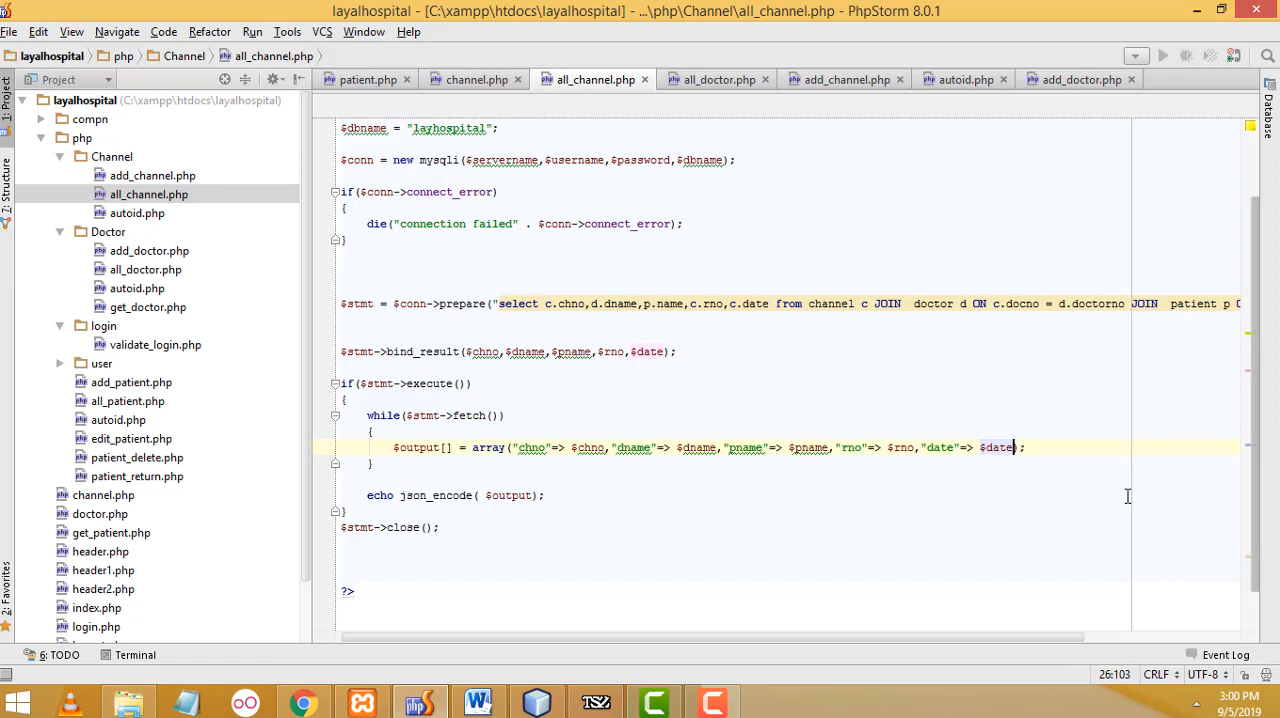 layalhospital - [C:\xampp\htdocs\layalhospital] - ...\php\Channel\all_channel.php - PhpStorm 8.0.1
File Edit View Navigate Code Refactor Run Tools VCS Window Help
layalhospital php Channel all_channel.php
Project
patient.php channel.php all_channel.php all_doctor.php add_channel.php autoid.php add_doctor.php
1: Project
7: Structure
2: Favorites
Database
layalhospital (C:\xampp\htdocs\layalhospital)
compn
php
Channel
add_channel.php
all_channel.php
autoid.php
Doctor
add_doctor.php
all_doctor.php
autoid.php
get_doctor.php
login
validate_login.php
user
add_patient.php
all_patient.php
autoid.php
edit_patient.php
patient_delete.php
patient_return.php
channel.php
doctor.php
get_patient.php
header.php
header1.php
header2.php
index.php
login.php
$dbname = "layhospital";
$conn = new mysqli($servername,$username,$password,$dbname);
if($conn->connect_error)
{
die("connection failed" . $conn->connect_error);
}
$stmt = $conn->prepare("select c.chno,d.dname,p.name,c.rno,c.date from channel c JOIN  doctor d ON c.docno = d.doctorno JOIN  patient p O
$stmt->bind_result($chno,$dname,$pname,$rno,$date);
if($stmt->execute())
{
while($stmt->fetch())
{
$output[] = array("chno"=> $chno,"dname"=> $dname,"pname"=> $pname,"rno"=> $rno,"date"=> $date);
}
echo json_encode( $output);
}
$stmt->close();
?>
6: TODO Terminal Event Log
26:103 CRLF UTF-8
TSZ
3:00 PM
9/5/2019